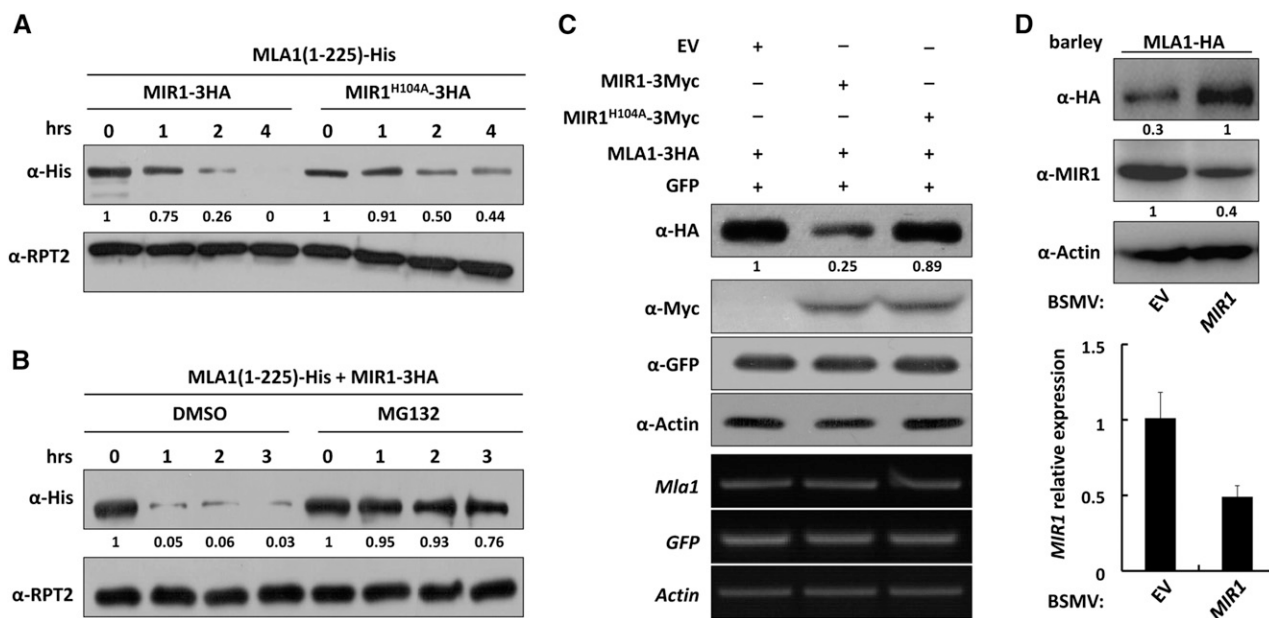 A
MLA1(1-225)-His
MIR1-3HA MIR1H104A-3HA
hrs 0 1 2 4 0 1 2 4
α-His
1 0.75 0.26 0 1 0.91 0.50 0.44
α-RPT2
B
MLA1(1-225)-His + MIR1-3HA
DMSO MG132
hrs 0 1 2 3 0 1 2 3
α-His
1 0.05 0.06 0.03 1 0.95 0.93 0.76
α-RPT2
C
EV + – –
MIR1-3Myc – + –
MIR1H104A-3Myc – – +
MLA1-3HA + + +
GFP + + +
α-HA
1 0.25 0.89
α-Myc
α-GFP
α-Actin
Mla1
GFP
Actin
D
barley MLA1-HA
α-HA
0.3 1
α-MIR1
1 0.4
α-Actin
BSMV: EV MIR1
MIR1 relative expression
1.5
1
0.5
0
BSMV: EV MIR1